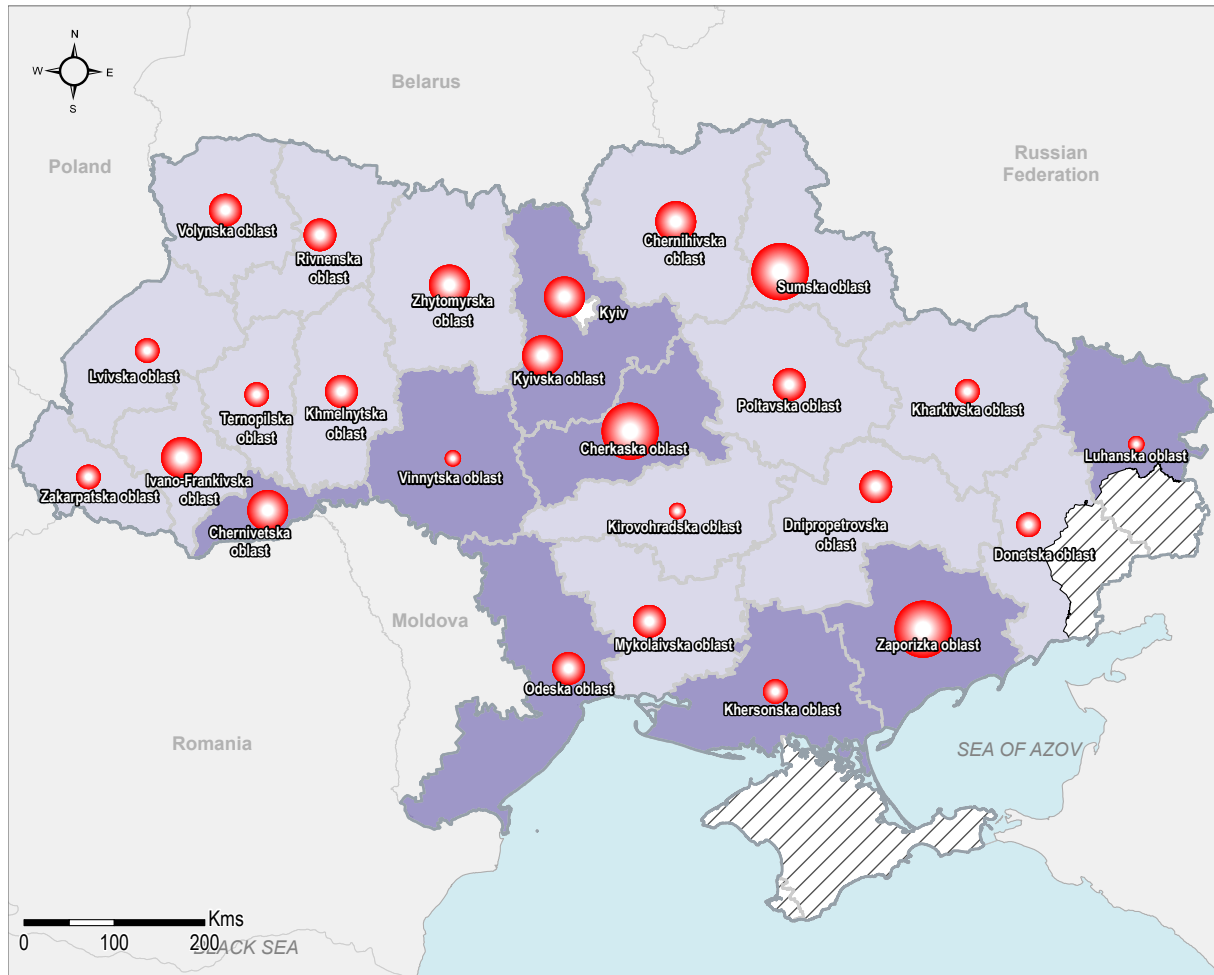 N
W
E
S
Belarus
Poland
Russian
Federation
Volynska oblast
Rivnenska
oblast
Chernihivska
oblast
Zhytomyrska
oblast
Sumska oblast
Kyiv
Lvivska oblast
Kyivska oblast
Ternopilska
oblast
Khmelnytska
oblast
Poltavska oblast
Kharkivska oblast
Cherkaska oblast
Luhanska oblast
Vinnytska oblast
Zakarpatska oblast
Ivano-Frankivska
oblast
Chernivetska
oblast
Kirovohradska oblast
Dnipropetrovska
oblast
Donetska oblast
Moldova
Mykolaivska oblast
Zaporizka oblast
Odeska oblast
Khersonska oblast
Romania
SEA OF AZOV
Kms
0 100 200
BLACK SEA